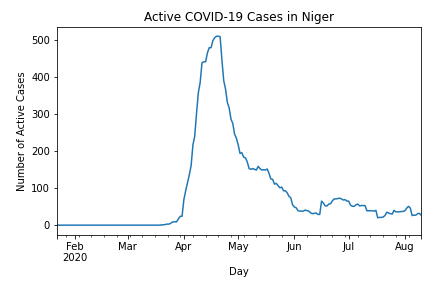 Active COVID-19 Cases in Niger
Number of Active Cases
500
400
300
200
100
0
Feb Mar Apr May Jun Jul Aug
2020
Day